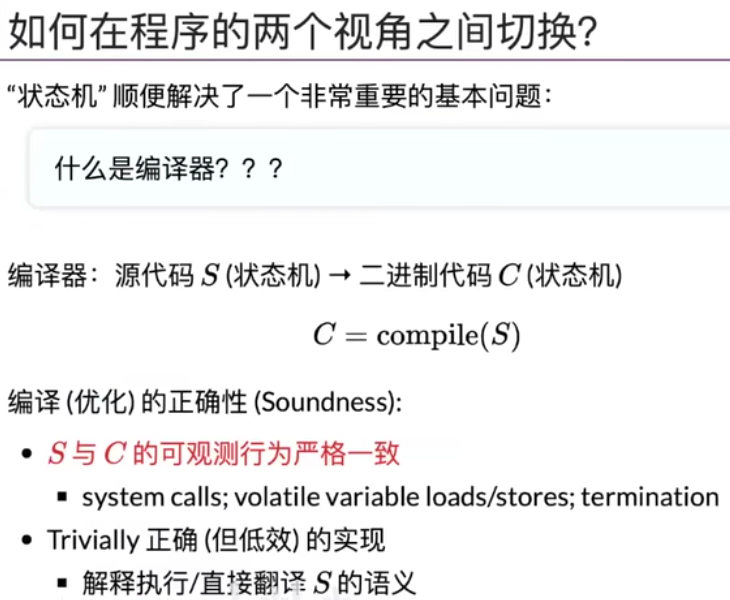 如何在程序的两个视角之间切换?
“状态机” 顺便解决了一个非常重要的基本问题：
什么是编译器？？？
编译器：源代码 S (状态机) → 二进制代码 C (状态机)
C = compile(S)
编译 (优化) 的正确性 (Soundness):
• S 与 C 的可观测行为严格一致
▪ system calls; volatile variable loads/stores; termination
• Trivially 正确 (但低效) 的实现
▪ 解释执行/直接翻译 S 的语义